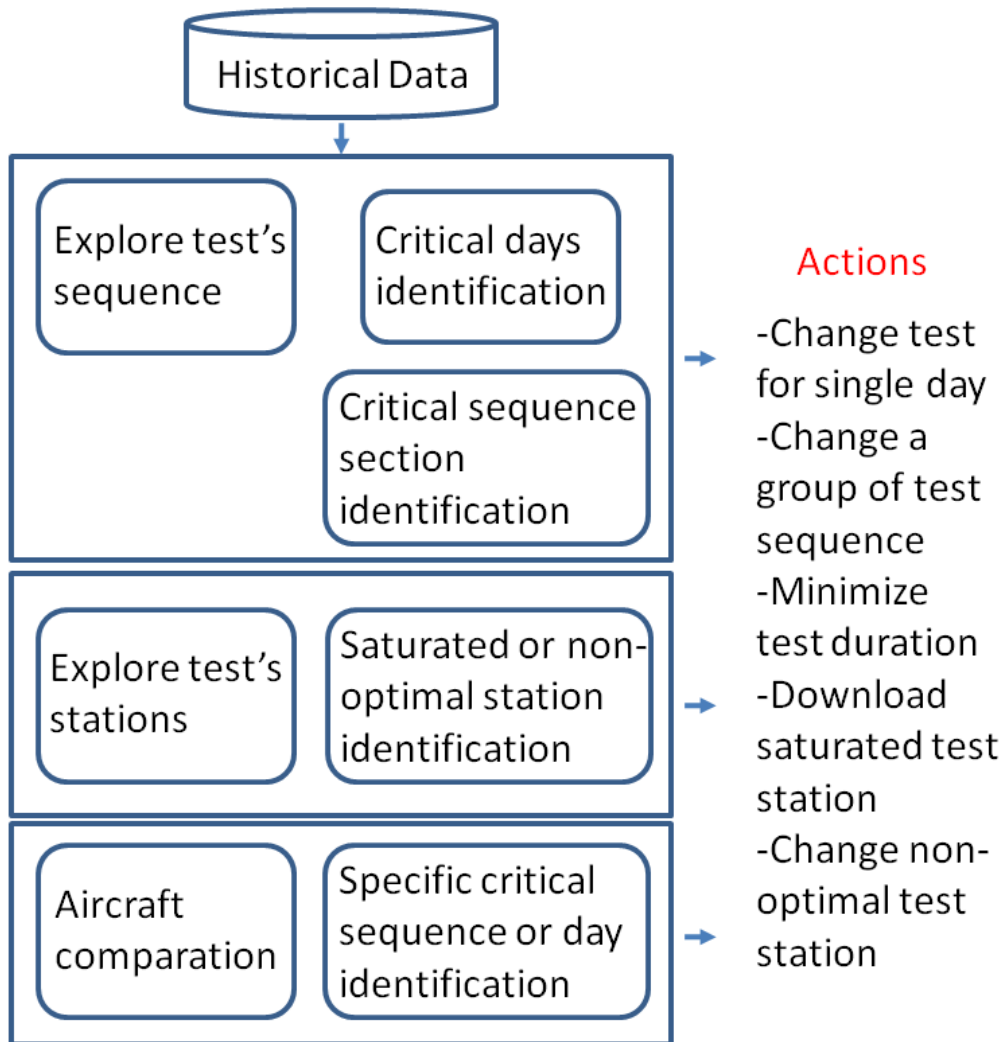 Historical Data
Explore test’s
sequence
Critical days
identification
Critical sequence
section
identification
Explore test’s
stations
Saturated or non-
optimal station
identification
Aircraft
comparation
Specific critical
sequence or day
identification
Actions
-Change test
for single day
-Change a
group of test
sequence
-Minimize
test duration
-Download
saturated test
station
-Change non-
optimal test
station